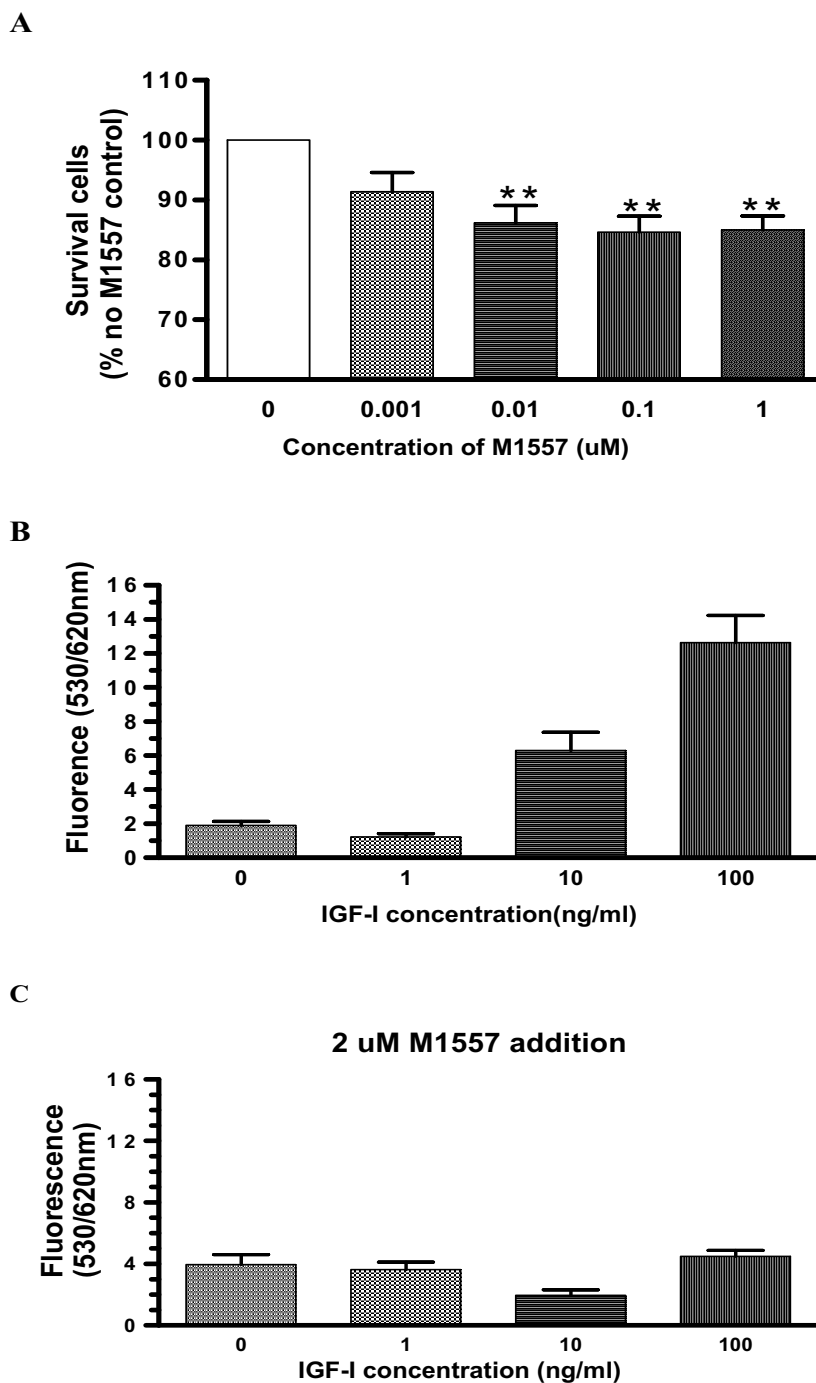 A
Survival cells
(% no M1557 control)
110
100
90
80
70
60
** ** **
0 0.001 0.01 0.1 1
Concentration of M1557 (uM)
B
Fluorence (530/620nm)
16
14
12
10
8
6
4
2
0
0 1 10 100
IGF-I concentration(ng/ml)
C
2 uM M1557 addition
Fluorescence
(530/620nm)
16
12
8
4
0
0 1 10 100
IGF-I concentration (ng/ml)